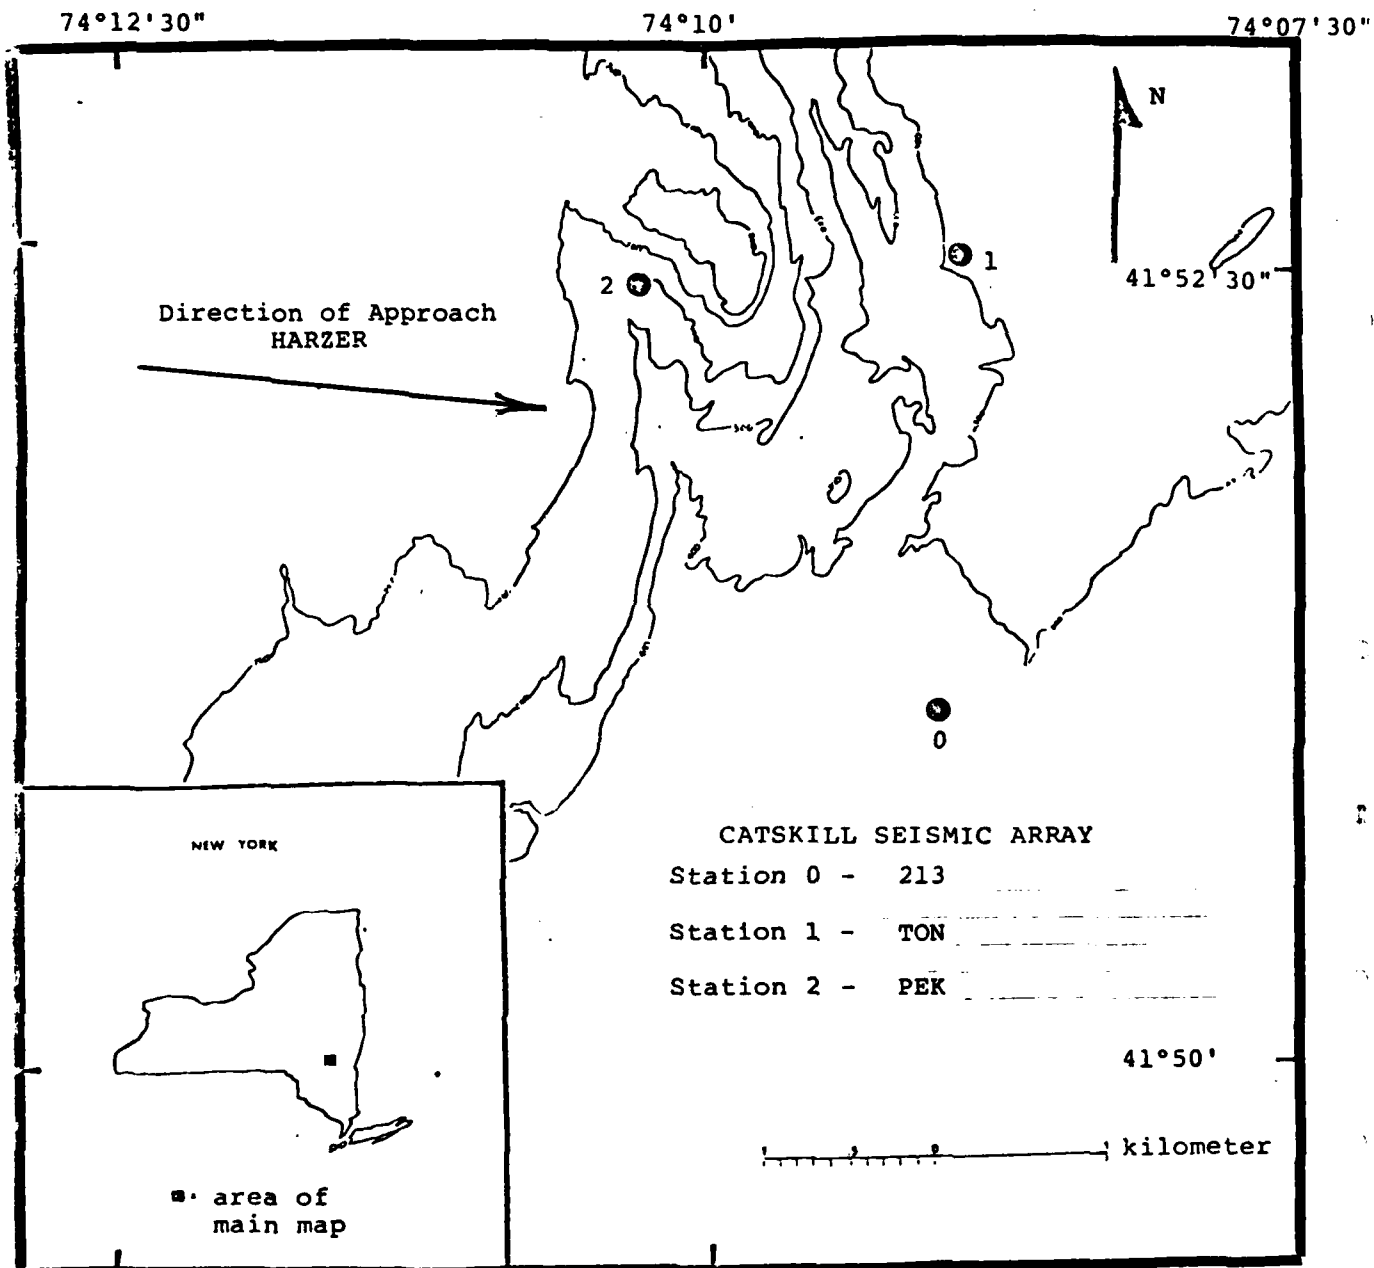 74°12'30" 74°10' 74°07'30"
N
1
2
41°52'30"
Direction of Approach
HARZER
0
CATSKILL SEISMIC ARRAY
Station 0 - 213
Station 1 - TON
Station 2 - PEK
NEW YORK
41°50'
kilometer
area of
main map